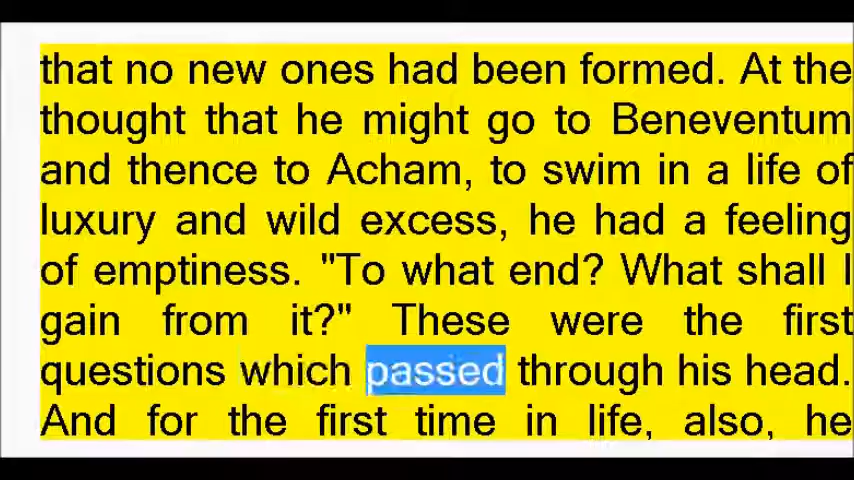 that no new ones had been formed. At the
thought that he might go to Beneventum
and thence to Acham, to swim in a life of
luxury and wild excess, he had a feeling
of emptiness. "To what end? What shall I
gain from it?" These were the first
questions which passed through his head.
And for the first time in life, also, he